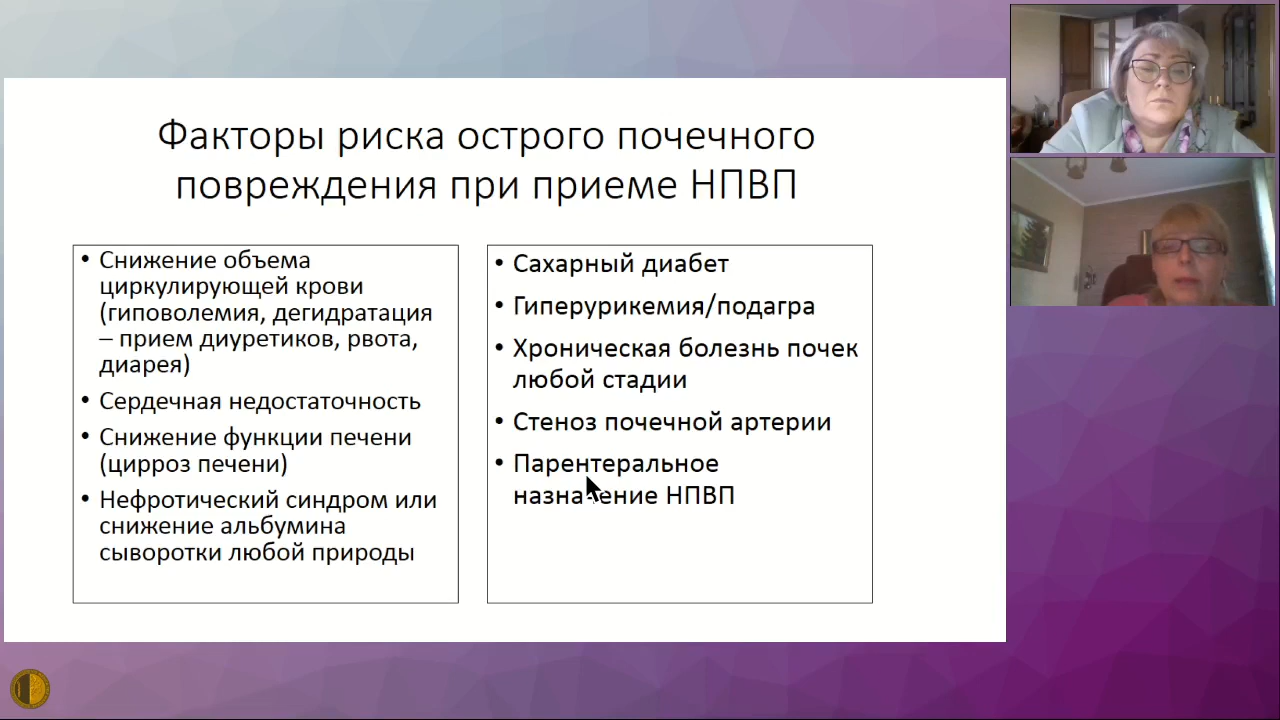 Факторы риска острого почечного
повреждения при приеме НПВП
• Снижение объема
циркулирующей крови
(гиповолемия, дегидратация
– прием диуретиков, рвота,
диарея)
• Сердечная недостаточность
• Снижение функции печени
(цирроз печени)
• Нефротический синдром или
снижение альбумина
сыворотки любой природы
• Сахарный диабет
• Гиперурикемия/подагра
• Хроническая болезнь почек
любой стадии
• Стеноз почечной артерии
• Парентеральное
назначение НПВП